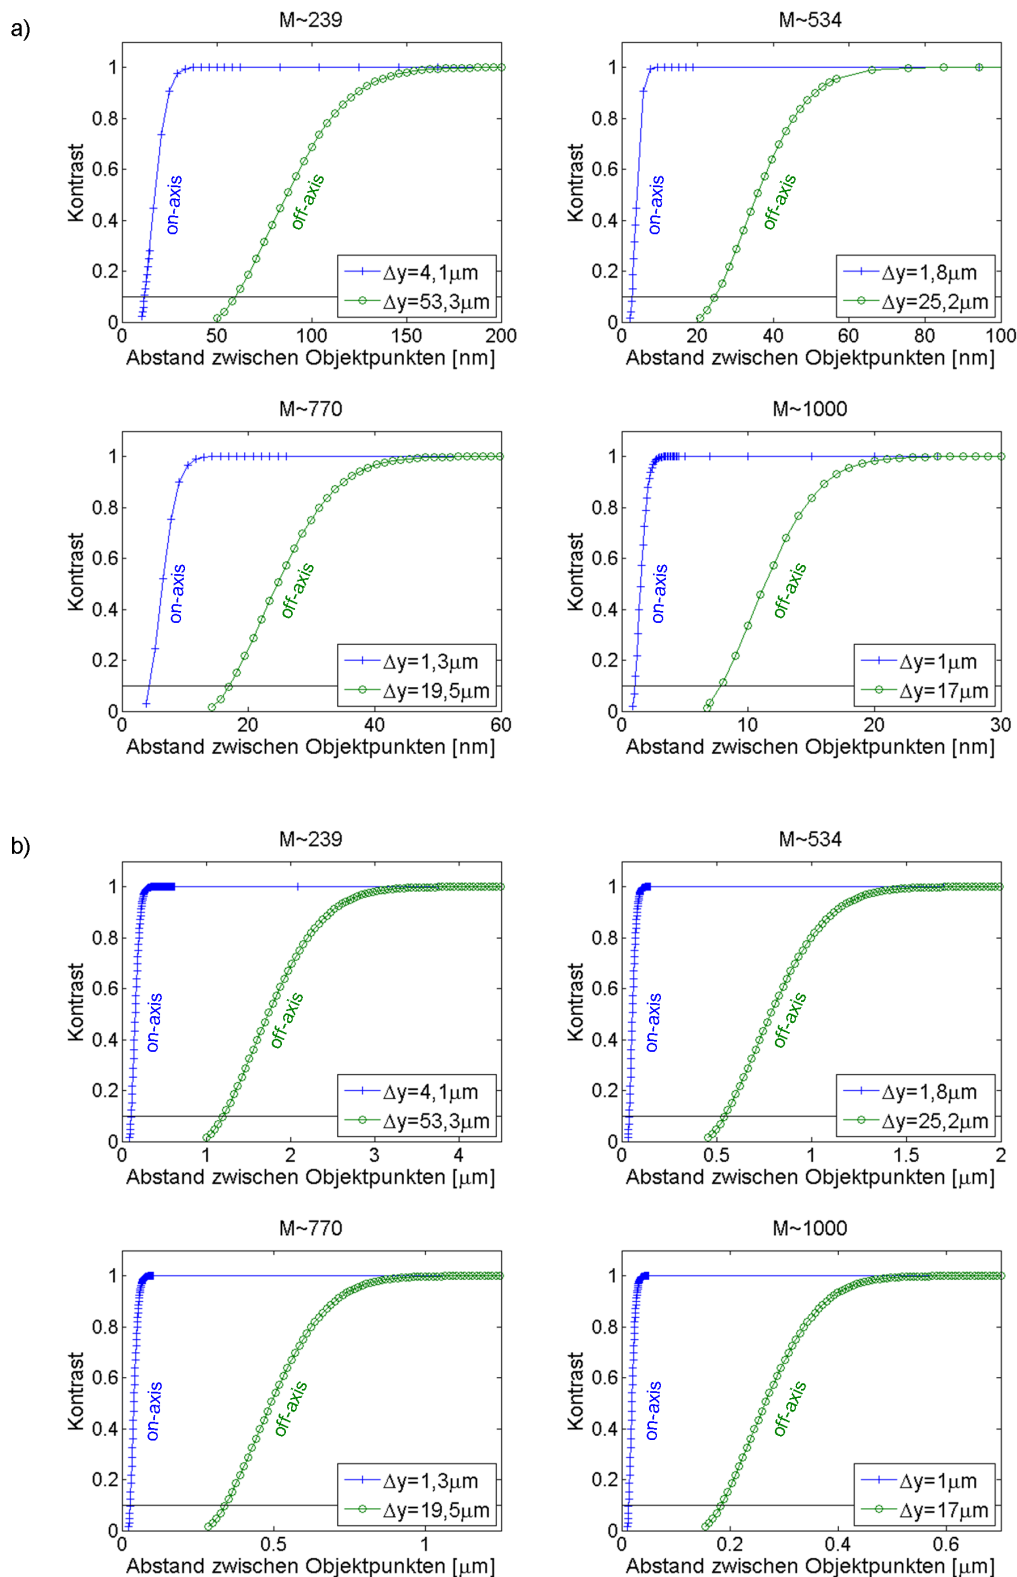 a)
M~239
1
0.8
0.6
0.4
0.2
0
Kontrast
on-axis
off-axis
Δy=4,1μm
Δy=53,3μm
0 50 100 150 200
Abstand zwischen Objektpunkten [nm]
M~534
1
0.8
0.6
0.4
0.2
0
Kontrast
on-axis
off-axis
Δy=1,8μm
Δy=25,2μm
0 20 40 60 80 100
Abstand zwischen Objektpunkten [nm]
M~770
1
0.8
0.6
0.4
0.2
0
Kontrast
on-axis
off-axis
Δy=1,3μm
Δy=19,5μm
0 20 40 60
Abstand zwischen Objektpunkten [nm]
M~1000
1
0.8
0.6
0.4
0.2
0
Kontrast
on-axis
off-axis
Δy=1μm
Δy=17μm
0 10 20 30
Abstand zwischen Objektpunkten [nm]
b)
M~239
1
0.8
0.6
0.4
0.2
0
Kontrast
on-axis
off-axis
Δy=4,1μm
Δy=53,3μm
0 1 2 3 4
Abstand zwischen Objektpunkten [μm]
M~534
1
0.8
0.6
0.4
0.2
0
Kontrast
on-axis
off-axis
Δy=1,8μm
Δy=25,2μm
0 0.5 1 1.5 2
Abstand zwischen Objektpunkten [μm]
M~770
1
0.8
0.6
0.4
0.2
0
Kontrast
on-axis
off-axis
Δy=1,3μm
Δy=19,5μm
0 0.5 1
Abstand zwischen Objektpunkten [μm]
M~1000
1
0.8
0.6
0.4
0.2
0
Kontrast
on-axis
off-axis
Δy=1μm
Δy=17μm
0 0.2 0.4 0.6
Abstand zwischen Objektpunkten [μm]